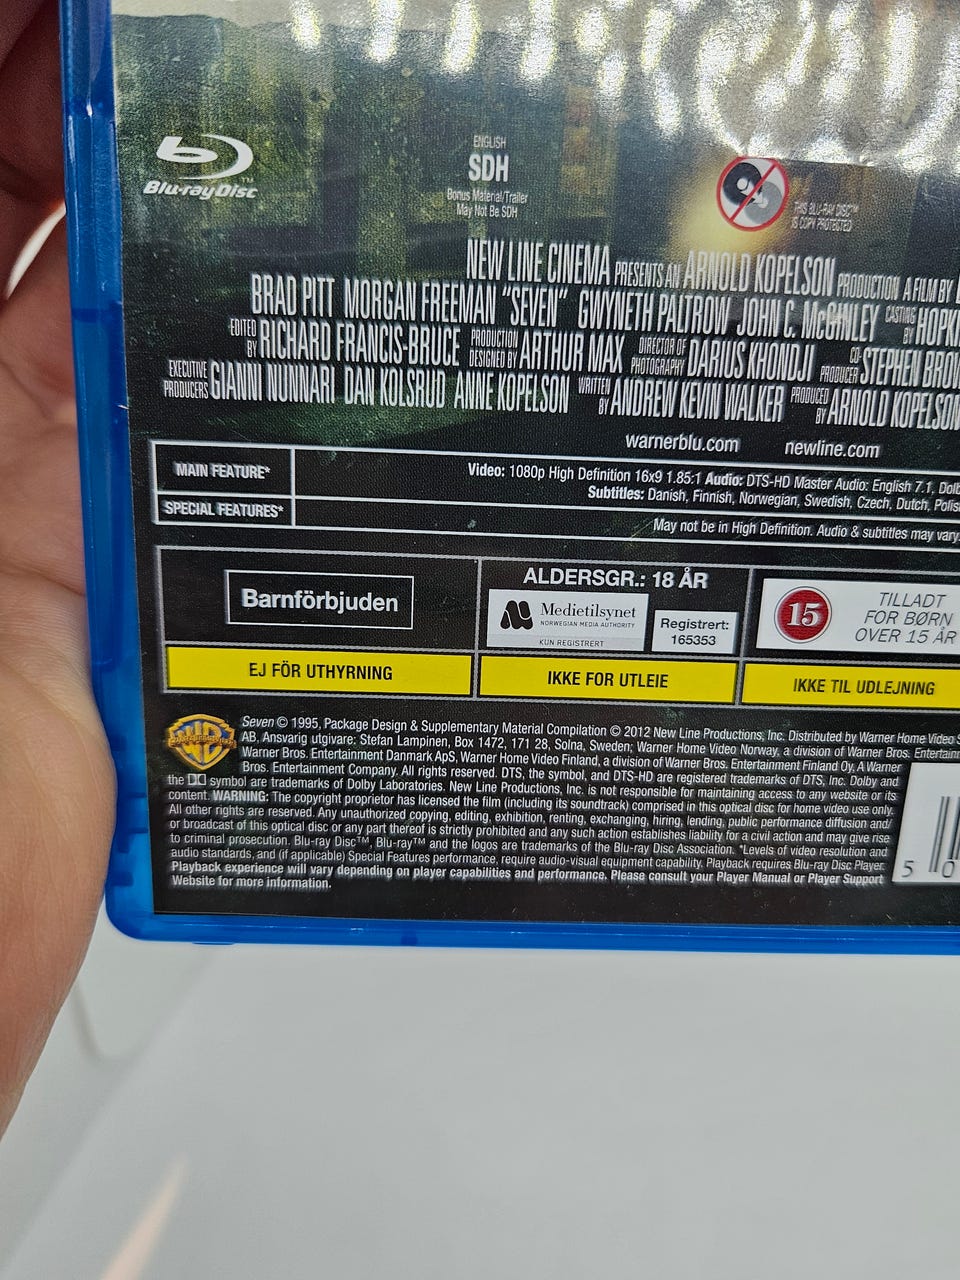 Blu-ray Disc™
ENGLISH
SDH
Bonus Material/Trailer
May Not Be SDH
THIS BLU-RAY DISC™
IS COPY PROTECTED
NEW LINE CINEMA PRESENTS AN ARNOLD KOPELSON PRODUCTION A FILM BY
BRAD PITT MORGAN FREEMAN "SEVEN" GWYNETH PALTROW JOHN C. McGINLEY CASTING BY HOPK
EDITED BY RICHARD FRANCIS-BRUCE PRODUCTION DESIGNED BY ARTHUR MAX DIRECTOR OF PHOTOGRAPHY DARIUS KHONDJI CO-PRODUCER STEPHEN BROW
EXECUTIVE PRODUCERS GIANNI NUNNARI DAN KOLSRUD ANNE KOPELSON WRITTEN BY ANDREW KEVIN WALKER PRODUCED BY ARNOLD KOPELSON
warnerblu.com newline.com
MAIN FEATURE*
Video: 1080p High Definition 16x9 1.85:1 Audio: DTS-HD Master Audio: English 7.1, Dolb
Subtitles: Danish, Finnish, Norwegian, Swedish, Czech, Dutch, Polis
SPECIAL FEATURES*
May not be in High Definition. Audio & subtitles may vary.
Barnförbjuden
EJ FÖR UTHYRNING
ALDERSGR.: 18 ÅR
Medietilsynet
NORWEGIAN MEDIA AUTHORITY
KUN REGISTRERT
Registrert:
165353
IKKE FOR UTLEIE
15
TILLADT
FOR BØRN
OVER 15 ÅR
IKKE TIL UDLEJNING
Seven © 1995, Package Design & Supplementary Material Compilation © 2012 New Line Productions, Inc. Distributed by Warner Home Video S
AB, Ansvarig utgivare: Stefan Lampinen, Box 1472, 171 28, Solna, Sweden; Warner Home Video Norway, a division of Warner Bros. Entertain
Warner Bros. Entertainment Danmark ApS, Warner Home Video Finland, a division of Warner Bros. Entertainment Finland Oy, A Warner
Bros. Entertainment Company. All rights reserved. DTS, the symbol, and DTS-HD are registered trademarks of DTS, Inc. Dolby and
the symbol are trademarks of Dolby Laboratories. New Line Productions, Inc. is not responsible for maintaining access to any website or its
content. WARNING: The copyright proprietor has licensed the film (including its soundtrack) comprised in this optical disc for home video use only.
All other rights are reserved. Any unauthorized copying, editing, exhibition, renting, exchanging, hiring, lending, public performance diffusion and/
or broadcast of this optical disc or any part thereof is strictly prohibited and any such action establishes liability for a civil action and may give rise
to criminal prosecution. Blu-ray Disc™, Blu-ray™ and the logos are trademarks of the Blu-ray Disc Association. *Levels of video resolution and
audio standards, and (if applicable) Special Features performance, require audio-visual equipment capability. Playback requires Blu-ray Disc Player.
Playback experience will vary depending on player capabilities and performance. Please consult your Player Manual or Player Support
Website for more information.
5 0